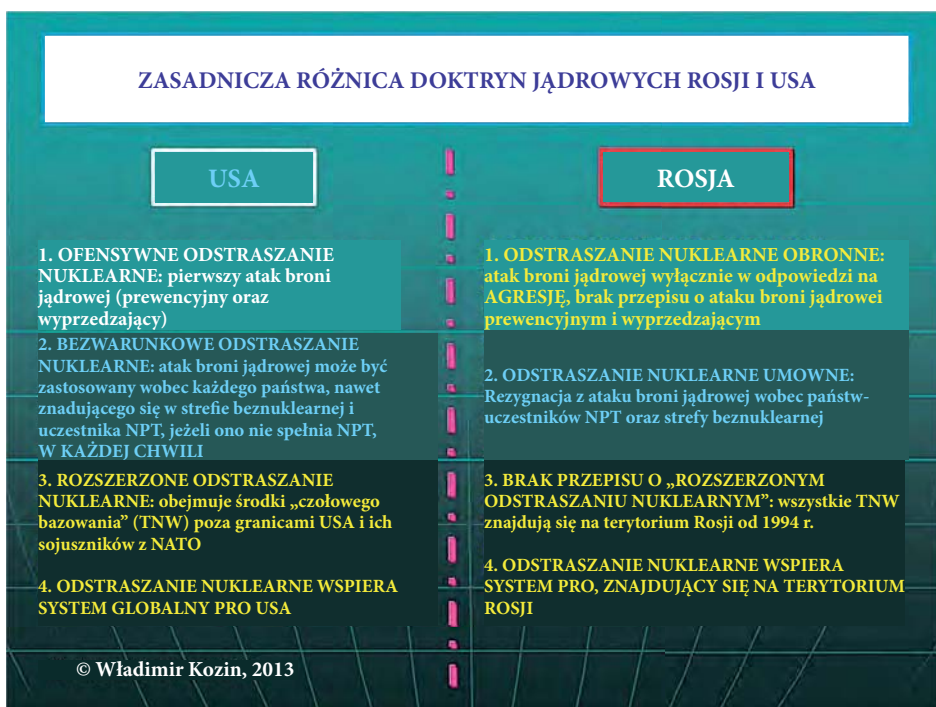 ZASADNICZA RÓŻNICA DOKTRYN JĄDROWYCH ROSJI I USA
USA
1. OFENSYWNE ODSTRASZANIE
NUKLEARNE: pierwszy atak broni
jądrowej (prewencyjny oraz
wyprzedzający)
2. BEZWARUNKOWE ODSTRASZANIE
NUKLEARNE: atak broni jądrowej może być
zastosowany wobec każdego państwa, nawet
znadującego się w strefie beznuklearnej i
uczestnika NPT, jeżeli ono nie spełnia NPT,
W KAŻDEJ CHWILI
3. ROZSZERZONE ODSTRASZANIE
NUKLEARNE: obejmuje środki „czołowego
bazowania” (TNW) poza granicami USA i ich
sojuszników z NATO
4. ODSTRASZANIE NUKLEARNE WSPIERA
SYSTEM GLOBALNY PRO USA
ROSJA
1. ODSTRASZANIE NUKLEARNE OBRONNE:
atak broni jądrowej wyłącznie w odpowiedzi na
AGRESJĘ, brak przepisu o ataku broni jądrowei
prewencyjnym i wyprzedzającym
2. ODSTRASZANIE NUKLEARNE UMOWNE:
Rezygnacja z ataku broni jądrowej wobec państw-
uczestników NPT oraz strefy beznuklearnej
3. BRAK PRZEPISU O „ROZSZERZONYM
ODSTRASZANIU NUKLEARNYM”: wszystkie TNW
znajdują się na terytorium Rosji od 1994 r.
4. ODSTRASZANIE NUKLEARNE WSPIERA
SYSTEM PRO, ZNAJDUJĄCY SIĘ NA TERYTORIUM
ROSJI
© Władimir Kozin, 2013